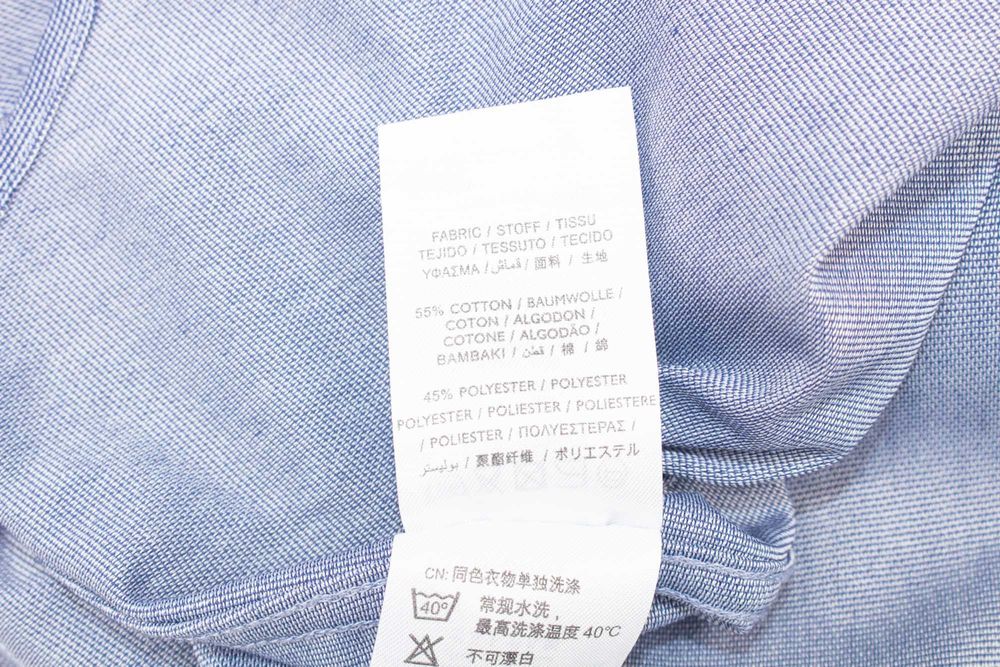 FABRIC / STOFF / TISSU
TEJIDO / TESSUTO / TECIDO
ΥΦΑΣΜΑ / قماش / 面料 / 生地
55% COTTON / BAUMWOLLE /
COTON / ALGODON /
COTONE / ALGODÃO /
BAMBAKI / قطن / 棉 / 綿
45% POLYESTER / POLYESTER
POLYESTER / POLIESTER / POLIESTERE
/ POLIESTER / ΠΟΛΥΕΣΤΕΡΑΣ /
بوليستر / 聚酯纤维 / ポリエステル
CN: 同色衣物单独洗涤
40° 常规水洗,
最高洗涤温度 40℃
不可漂白